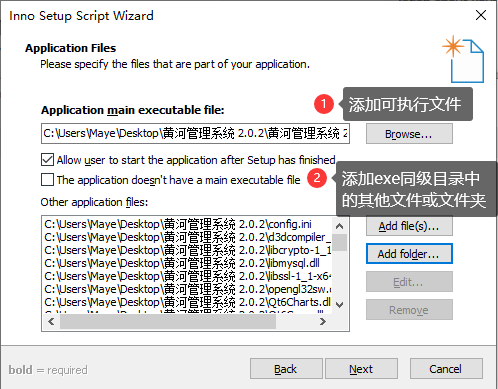 Inno Setup Script Wizard
Application Files
Please specify the files that are part of your application.
Application main executable file:
1 添加可执行文件
C:\Users\Maye\Desktop\黄河管理系统 2.0.2\黄河管理系统 2
Browse...
Allow user to start the application after Setup has finished
The application doesn't have a main executable file
2 添加exe同级目录中
的其他文件或文件夹
Other application files:
C:\Users\Maye\Desktop\黄河管理系统 2.0.2\config.ini
C:\Users\Maye\Desktop\黄河管理系统 2.0.2\d3dcompiler_
C:\Users\Maye\Desktop\黄河管理系统 2.0.2\libcrypto-1_1
C:\Users\Maye\Desktop\黄河管理系统 2.0.2\libmysql.dll
C:\Users\Maye\Desktop\黄河管理系统 2.0.2\libssl-1_1-x64
C:\Users\Maye\Desktop\黄河管理系统 2.0.2\opengl32sw.c
C:\Users\Maye\Desktop\黄河管理系统 2.0.2\Qt6Charts.dll
Add file(s)...
Add folder...
Edit...
Remove
bold = required
Back
Next
Cancel